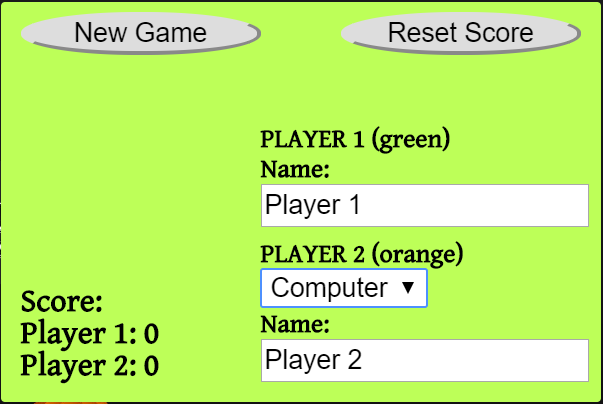 New Game
Reset Score
PLAYER 1 (green)
Name:
Player 1
PLAYER 2 (orange)
Computer
Name:
Player 2
Score:
Player 1: 0
Player 2: 0